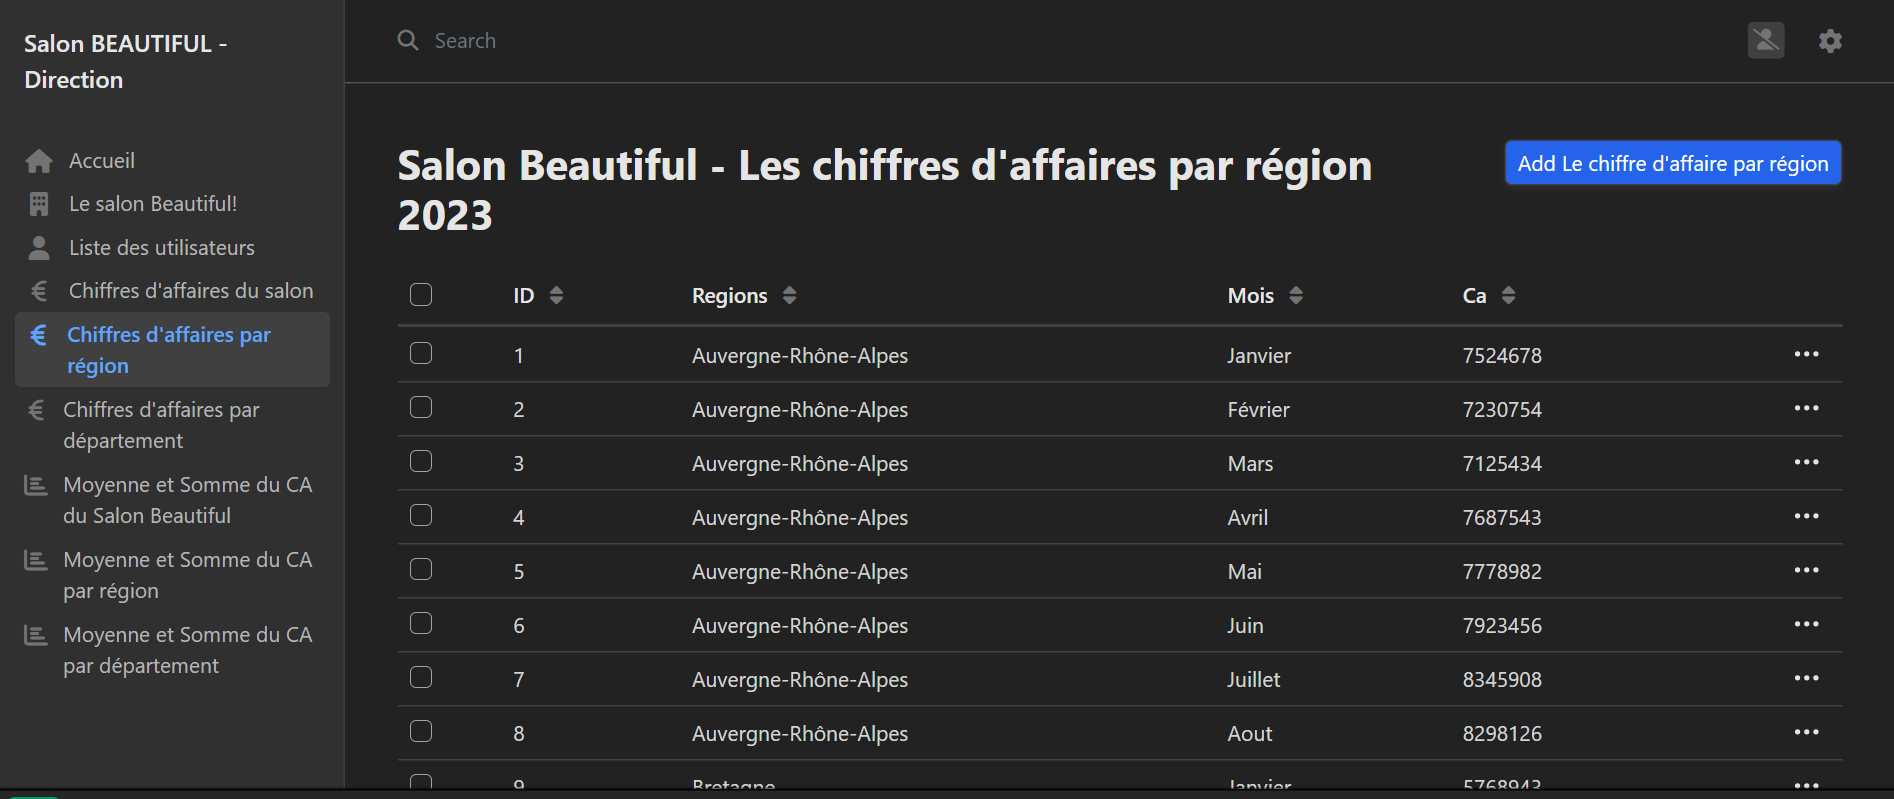 Salon BEAUTIFUL -
Direction
Accueil
Le salon Beautiful!
Liste des utilisateurs
Chiffres d'affaires du salon
Chiffres d'affaires par
région
Chiffres d'affaires par
département
Moyenne et Somme du CA
du Salon Beautiful
Moyenne et Somme du CA
par région
Moyenne et Somme du CA
par département
Search
Salon Beautiful - Les chiffres d'affaires par région
2023
Add Le chiffre d'affaire par région
ID Regions Mois Ca
1 Auvergne-Rhône-Alpes Janvier 7524678
2 Auvergne-Rhône-Alpes Février 7230754
3 Auvergne-Rhône-Alpes Mars 7125434
4 Auvergne-Rhône-Alpes Avril 7687543
5 Auvergne-Rhône-Alpes Mai 7778982
6 Auvergne-Rhône-Alpes Juin 7923456
7 Auvergne-Rhône-Alpes Juillet 8345908
8 Auvergne-Rhône-Alpes Aout 8298126
9 Bretagne Janvier 5768943